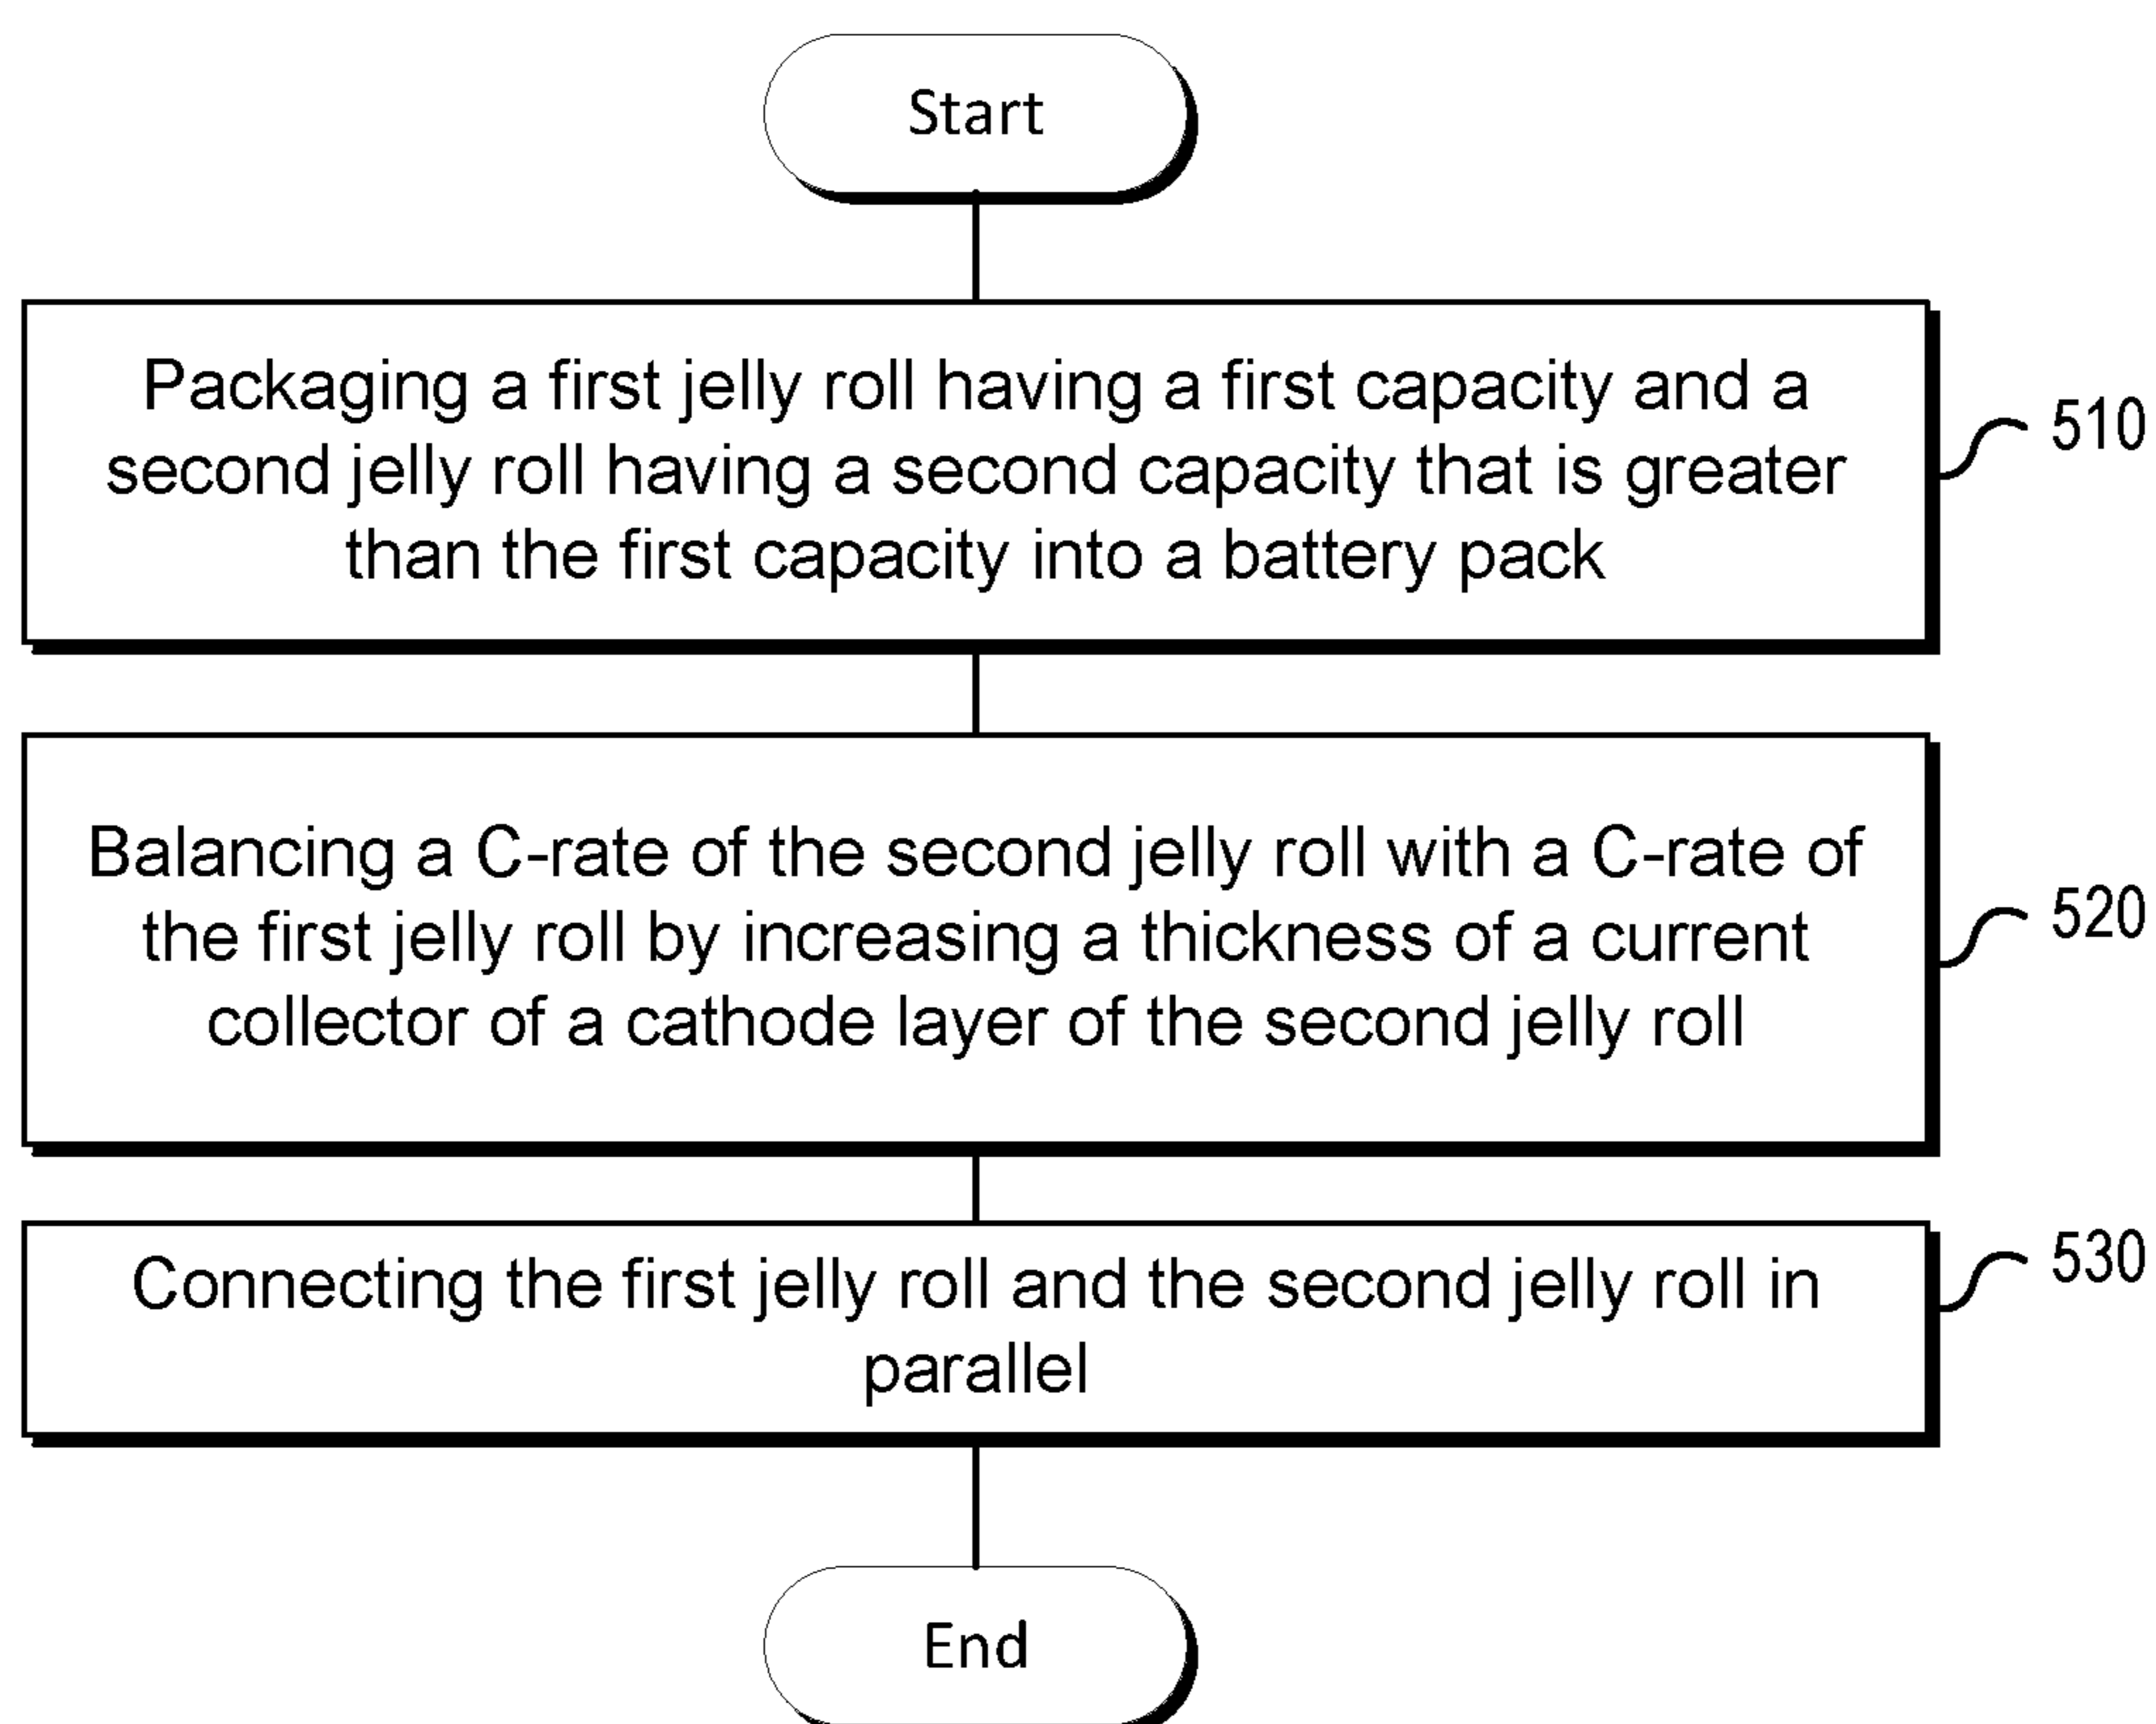 Start
Packaging a first jelly roll having a first capacity and a
second jelly roll having a second capacity that is greater
than the first capacity into a battery pack
510
Balancing a C-rate of the second jelly roll with a C-rate of
the first jelly roll by increasing a thickness of a current
collector of a cathode layer of the second jelly roll
520
Connecting the first jelly roll and the second jelly roll in
parallel
530
End